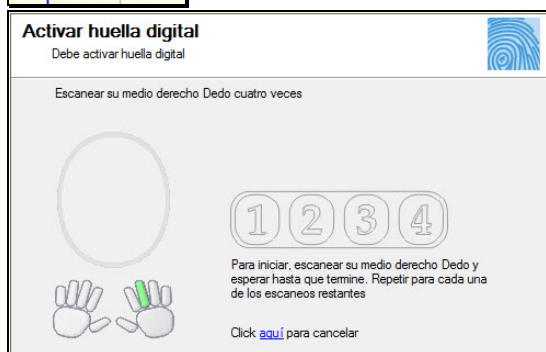 Activar huella digital
Debe activar huella digital
Escanear su medio derecho Dedo cuatro veces
1 2 3 4
Para iniciar, escanear su medio derecho Dedo y
esperar hasta que termine. Repetir para cada una
de los escaneos restantes
Click aquí para cancelar